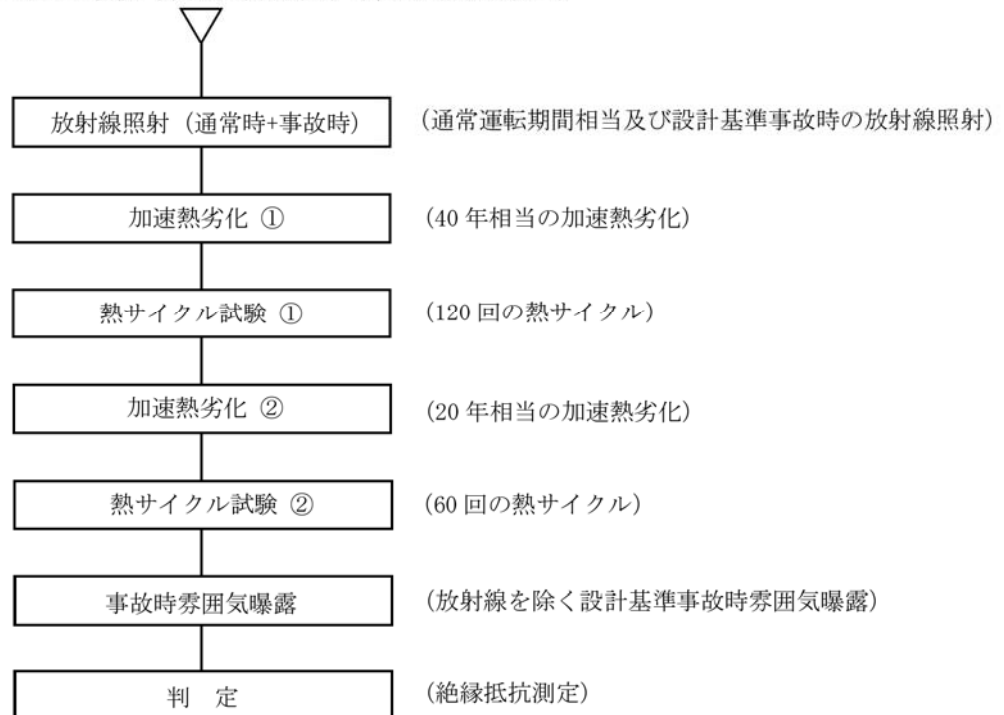 放射線照射 (通常時+事故時) (通常運転期間相当及び設計基準事故時の放射線照射)
加速熱劣化 ① (40 年相当の加速熱劣化)
熱サイクル試験 ① (120 回の熱サイクル)
加速熱劣化 ② (20 年相当の加速熱劣化)
熱サイクル試験 ② (60 回の熱サイクル)
事故時雰囲気曝露 (放射線を除く設計基準事故時雰囲気曝露)
判 定 (絶縁抵抗測定)